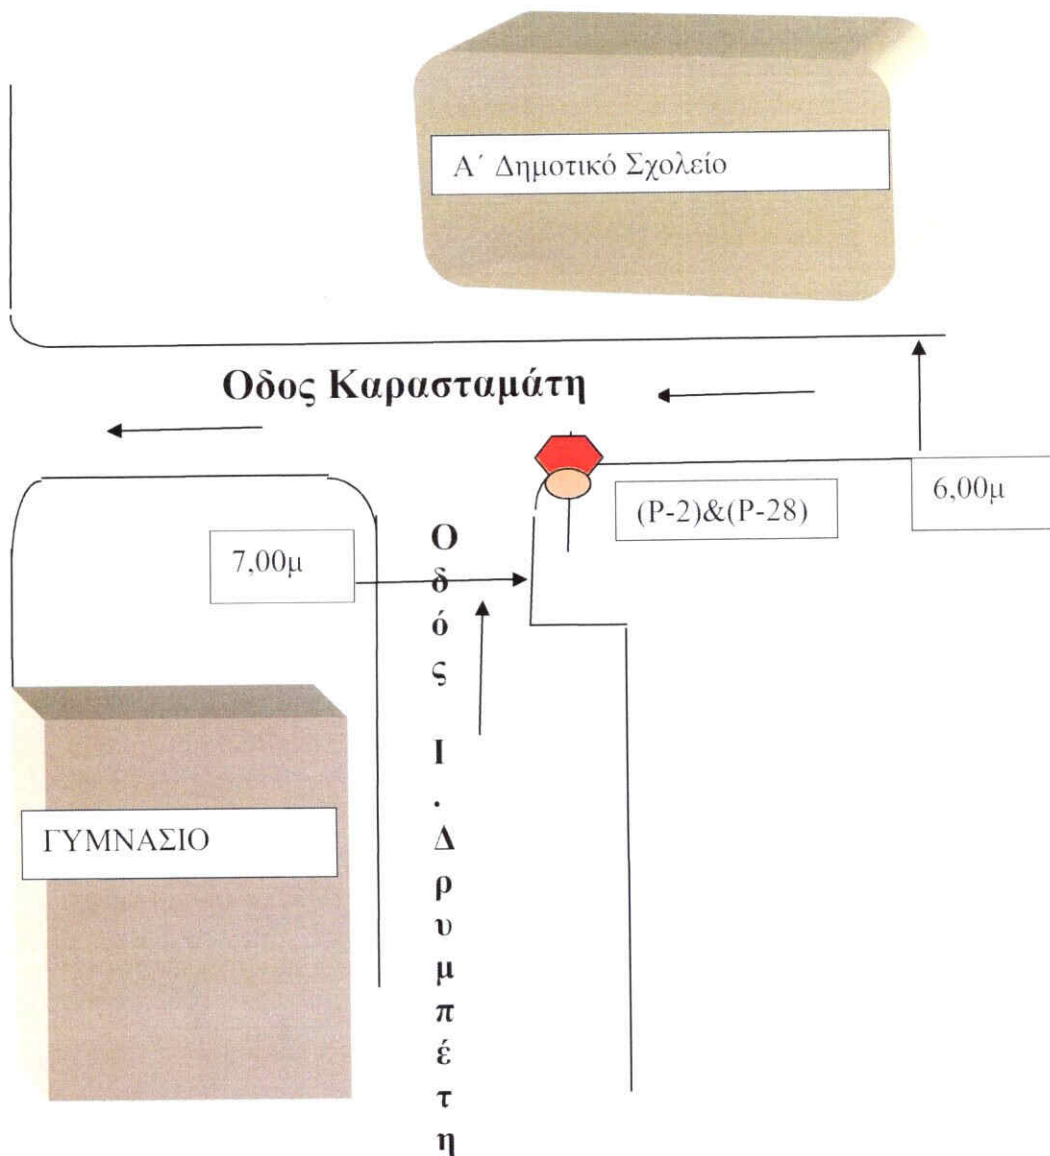 Α΄ Δημοτικό Σχολείο
Οδος Καρασταμάτη
6,00μ
(Ρ-2)&(Ρ-28)
7,00μ
Οδός Ι.Δρυμπέτη
ΓΥΜΝΑΣΙΟ